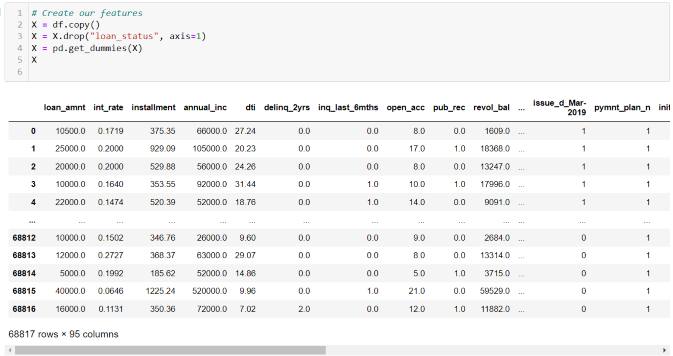 1 # Create our features
2 X = df.copy()
3 X = X.drop("loan_status", axis=1)
4 X = pd.get_dummies(X)
5 X
6
loan_amnt int_rate installment annual_inc dti delinq_2yrs inq_last_6mths open_acc pub_rec revol_bal ... issue_d_Mar-2019 pymnt_plan_n init
0 10500.0 0.1719 375.35 66000.0 27.24 0.0 0.0 8.0 0.0 1609.0 ... 1 1
1 25000.0 0.2000 929.09 105000.0 20.23 0.0 0.0 17.0 1.0 18368.0 ... 1 1
2 20000.0 0.2000 529.88 56000.0 24.26 0.0 0.0 8.0 0.0 13247.0 ... 1 1
3 10000.0 0.1640 353.55 92000.0 31.44 0.0 1.0 10.0 1.0 17996.0 ... 1 1
4 22000.0 0.1474 520.39 52000.0 18.76 0.0 1.0 14.0 0.0 9091.0 ... 1 1
... ... ... ... ... ... ... ... ... ... ... ... ... ...
68812 10000.0 0.1502 346.76 26000.0 9.60 0.0 0.0 9.0 0.0 2684.0 ... 0 1
68813 12000.0 0.2727 368.37 63000.0 29.07 0.0 0.0 8.0 0.0 13314.0 ... 0 1
68814 5000.0 0.1992 185.62 52000.0 14.86 0.0 0.0 5.0 1.0 3715.0 ... 0 1
68815 40000.0 0.0646 1225.24 520000.0 9.96 0.0 1.0 21.0 0.0 59529.0 ... 0 1
68816 16000.0 0.1131 350.36 72000.0 7.02 2.0 0.0 12.0 1.0 11882.0 ... 0 1
68817 rows × 95 columns